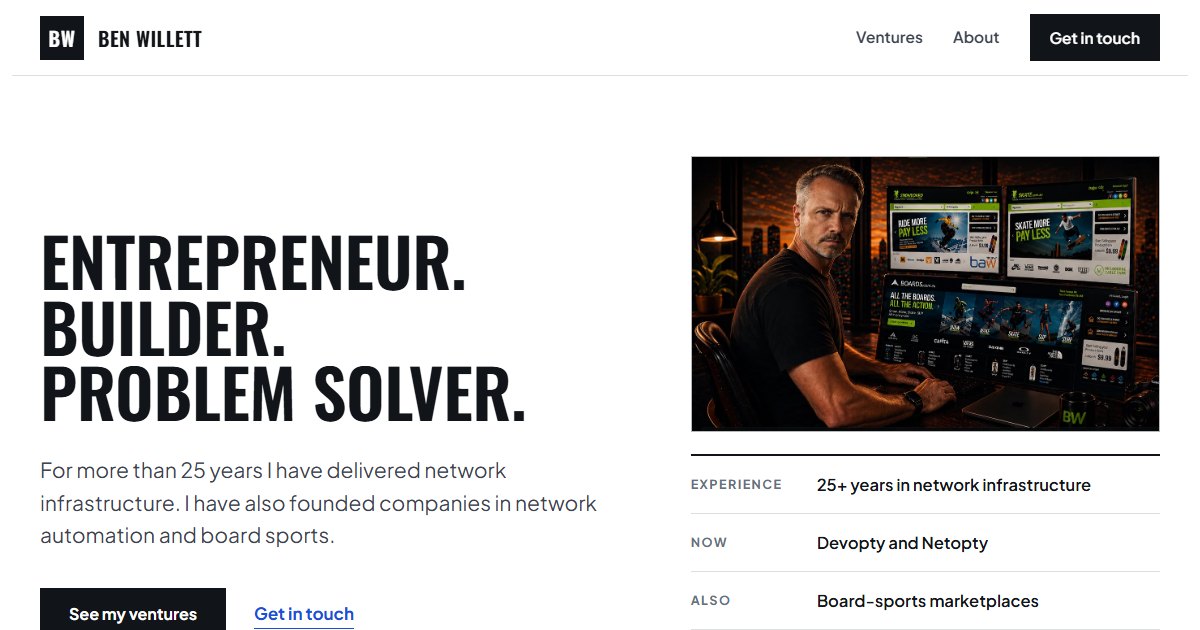 BW BEN WILLETT
Ventures
About
Get in touch
ENTREPRENEUR.
BUILDER.
PROBLEM SOLVER.
For more than 25 years I have delivered network
infrastructure. I have also founded companies in network
automation and board sports.
See my ventures
Get in touch
RIDE MORE
PAY LESS
SKATE MORE
PAY LESS
BOARDS
ALL THE BOARDS.
ALL THE ACTION.
BW
EXPERIENCE 25+ years in network infrastructure
NOW Devopty and Netopty
ALSO Board-sports marketplaces